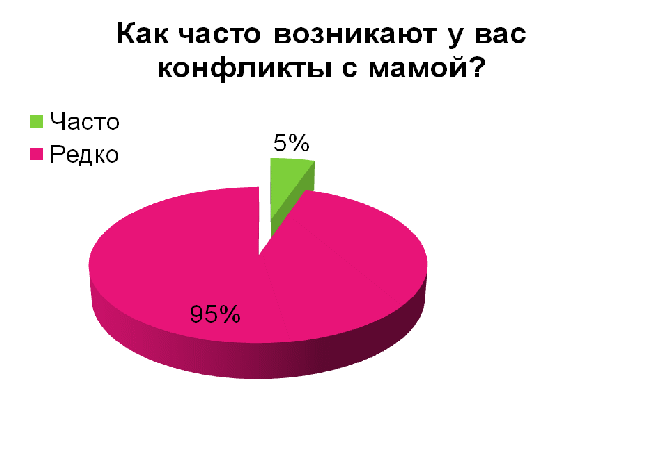 Как часто возникают у вас
конфликты с мамой?
Часто
Редко
5%
95%